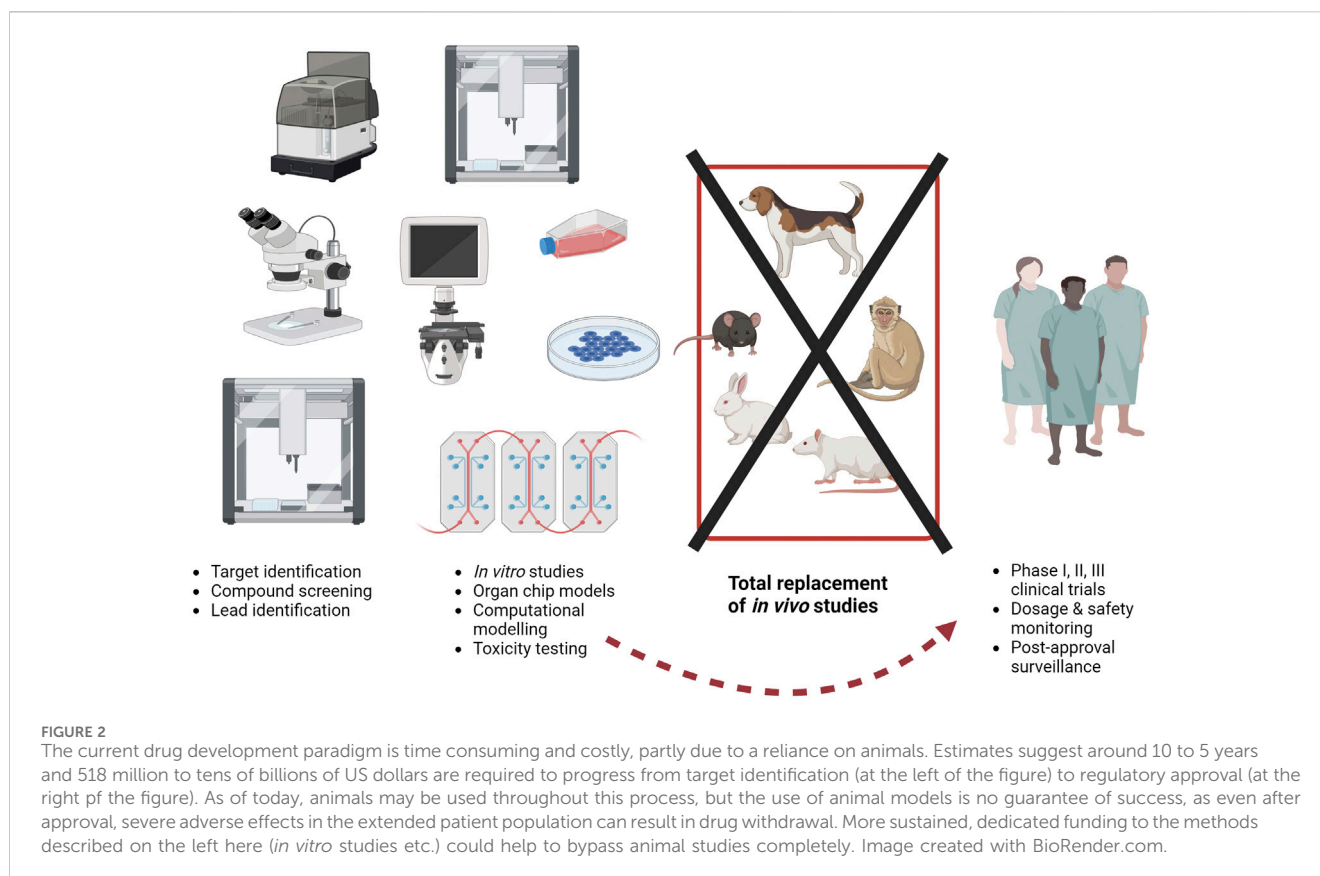 • Target identification
• Compound screening
• Lead identification
• In vitro studies
• Organ chip models
• Computational
modelling
• Toxicity testing
Total replacement
of in vivo studies
• Phase I, II, III
clinical trials
• Dosage & safety
monitoring
• Post-approval
surveillance
FIGURE 2
The current drug development paradigm is time consuming and costly, partly due to a reliance on animals. Estimates suggest around 10 to 5 years
and 518 million to tens of billions of US dollars are required to progress from target identification (at the left of the figure) to regulatory approval (at the
right pf the figure). As of today, animals may be used throughout this process, but the use of animal models is no guarantee of success, as even after
approval, severe adverse effects in the extended patient population can result in drug withdrawal. More sustained, dedicated funding to the methods
described on the left here (in vitro studies etc.) could help to bypass animal studies completely. Image created with BioRender.com.